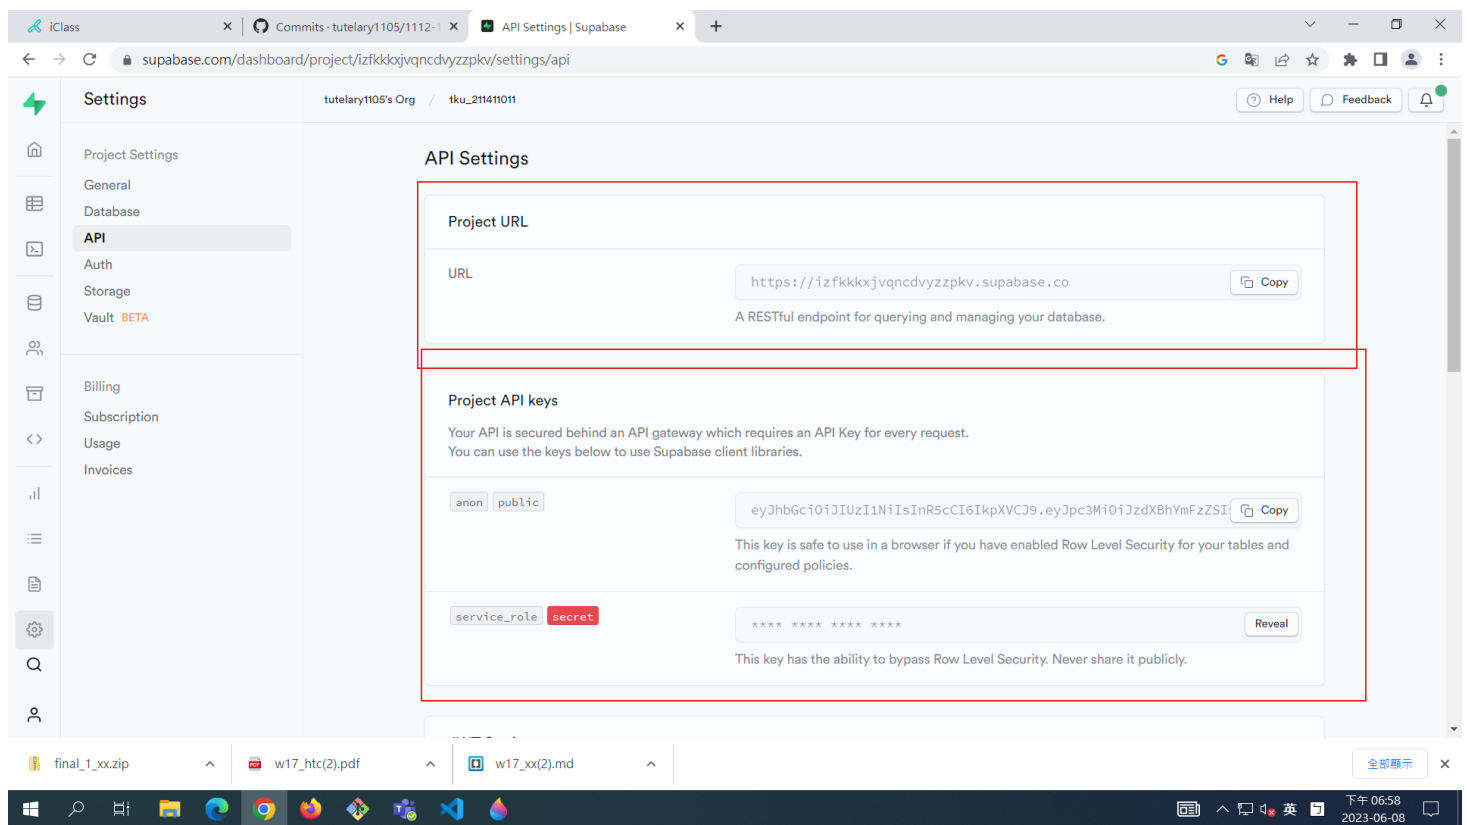 iClass
Commits · tutelary1105/1112-1
API Settings | Supabase
supabase.com/dashboard/project/izfkkkxjvqncdvyzzpkv/settings/api
Settings
tutelary1105's Org / tku_211411011
Help
Feedback
Project Settings
General
Database
API
Auth
Storage
Vault BETA
Billing
Subscription
Usage
Invoices
API Settings
Project URL
URL
https://izfkkkxjvqncdvyzzpkv.supabase.co
Copy
A RESTful endpoint for querying and managing your database.
Project API keys
Your API is secured behind an API gateway which requires an API Key for every request.
You can use the keys below to use Supabase client libraries.
anon public
eyJhbGciOiJIUzI1NiIsInR5cCI6IkpXVCJ9.eyJpc3MiOiJzdXBhYmFzZSI
Copy
This key is safe to use in a browser if you have enabled Row Level Security for your tables and
configured policies.
service_role secret
**** **** **** ****
Reveal
This key has the ability to bypass Row Level Security. Never share it publicly.
final_1_xx.zip
w17_htc(2).pdf
w17_xx(2).md
全部顯示
英
下午 06:58
2023-06-08